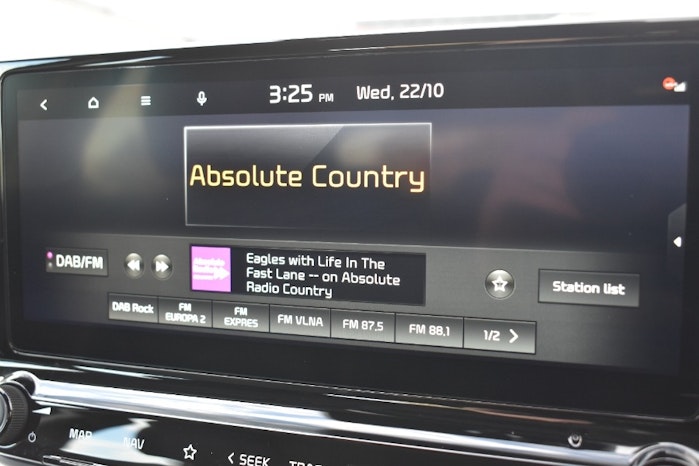 3:25 PM Wed, 22/10
Absolute Country
DAB/FM
Eagles with Life In The
Fast Lane -- on Absolute
Radio Country
Station list
DAB Rock
FM
EUROPA 2
FM
EXPRES
FM VLNA
FM 87,5
FM 88,1
1/2
MAP
NAV
SEEK